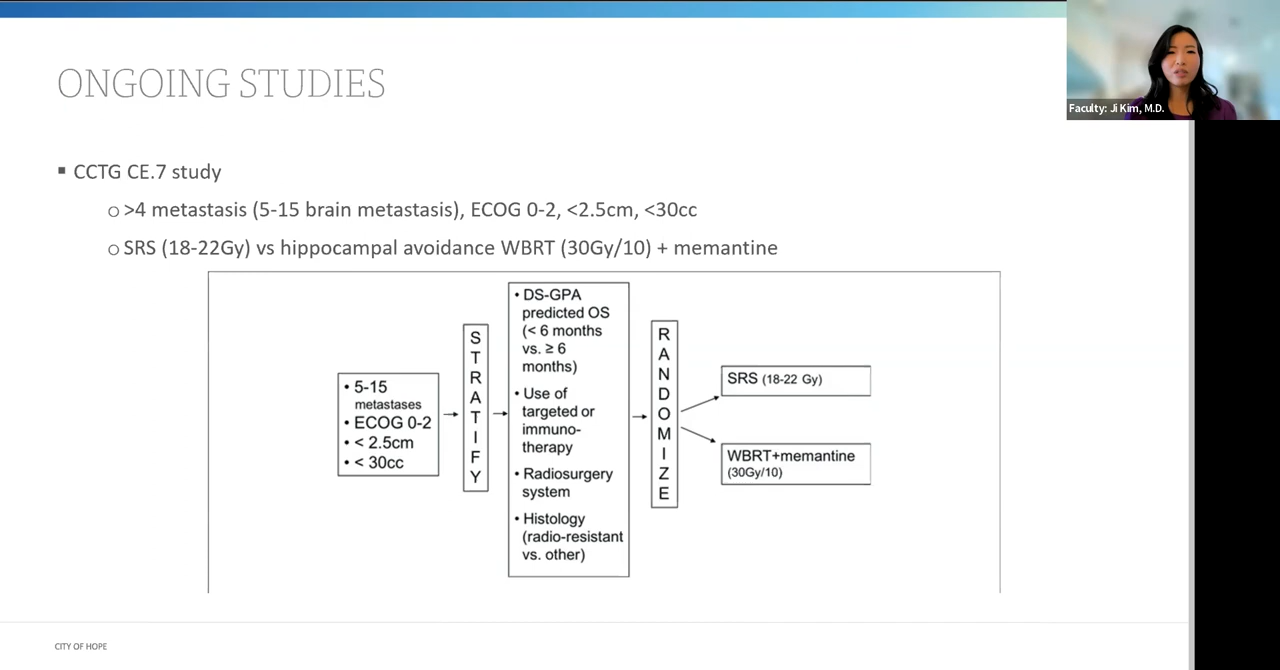 ONGOING STUDIES
Faculty: Ji Kim, M.D.
▪ CCTG CE.7 study
○ >4 metastasis (5-15 brain metastasis), ECOG 0-2, <2.5cm, <30cc
○ SRS (18-22Gy) vs hippocampal avoidance WBRT (30Gy/10) + memantine
• 5-15
metastases
• ECOG 0-2
• < 2.5cm
• < 30cc
S
T
R
A
T
I
F
Y
• DS-GPA
predicted OS
(< 6 months
vs. ≥ 6
months)
• Use of
targeted or
immuno-
therapy
• Radiosurgery
system
• Histology
(radio-resistant
vs. other)
R
A
N
D
O
M
I
Z
E
SRS (18-22 Gy)
WBRT+memantine
(30Gy/10)
CITY OF HOPE